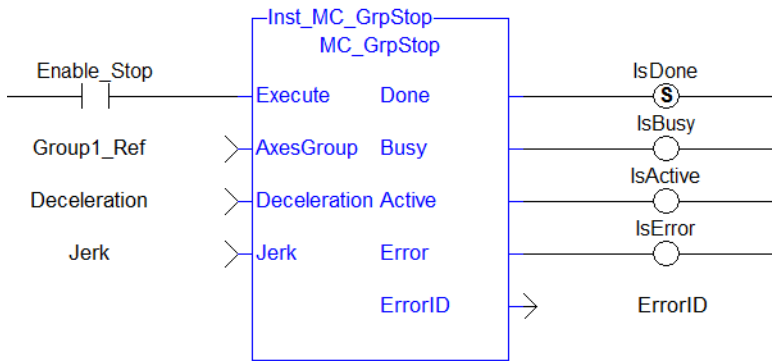 Inst_MC_GrpStop
MC_GrpStop
Enable_Stop IsDone
Execute Done S
IsBusy
Group1_Ref AxesGroup Busy
IsActive
Deceleration Deceleration Active
IsError
Jerk Jerk Error
ErrorID ErrorID